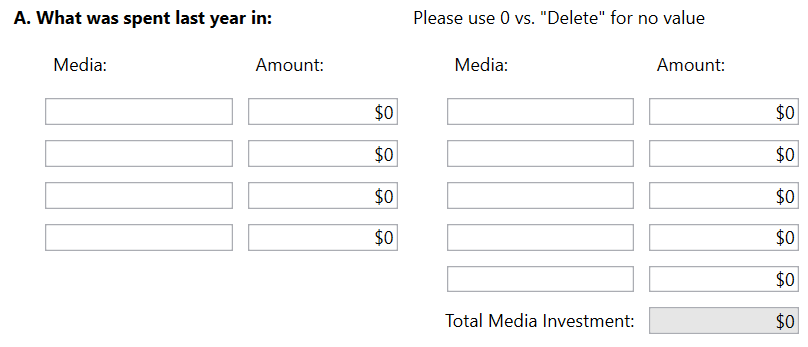 A. What was spent last year in: Please use 0 vs. "Delete" for no value
Media: Amount: Media: Amount:
$0 $0
$0 $0
$0 $0
$0 $0
$0
Total Media Investment: $0